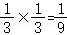 1/3 × 1/3 = 1/9